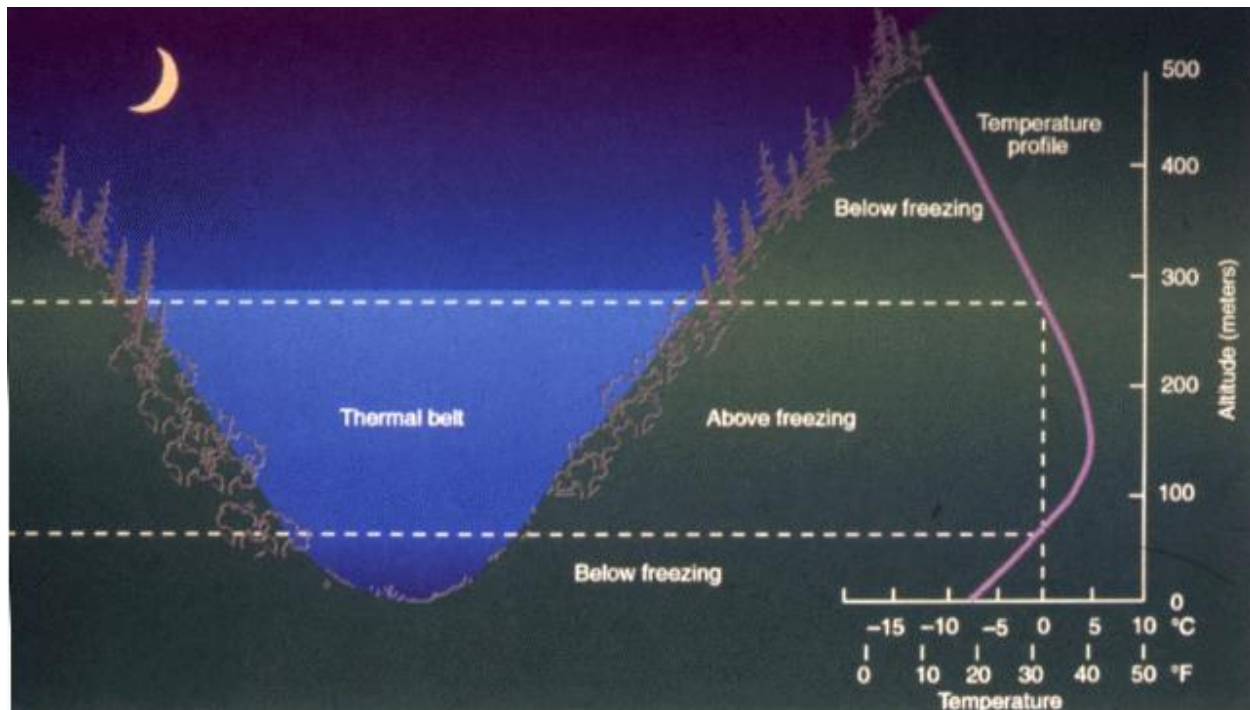 500
Temperature
profile
400
Below freezing
300
Altitude (meters)
200
Thermal belt
Above freezing
100
Below freezing
0
–15 –10 –5 0 5 10 °C
0 10 20 30 40 50 °F
Temperature